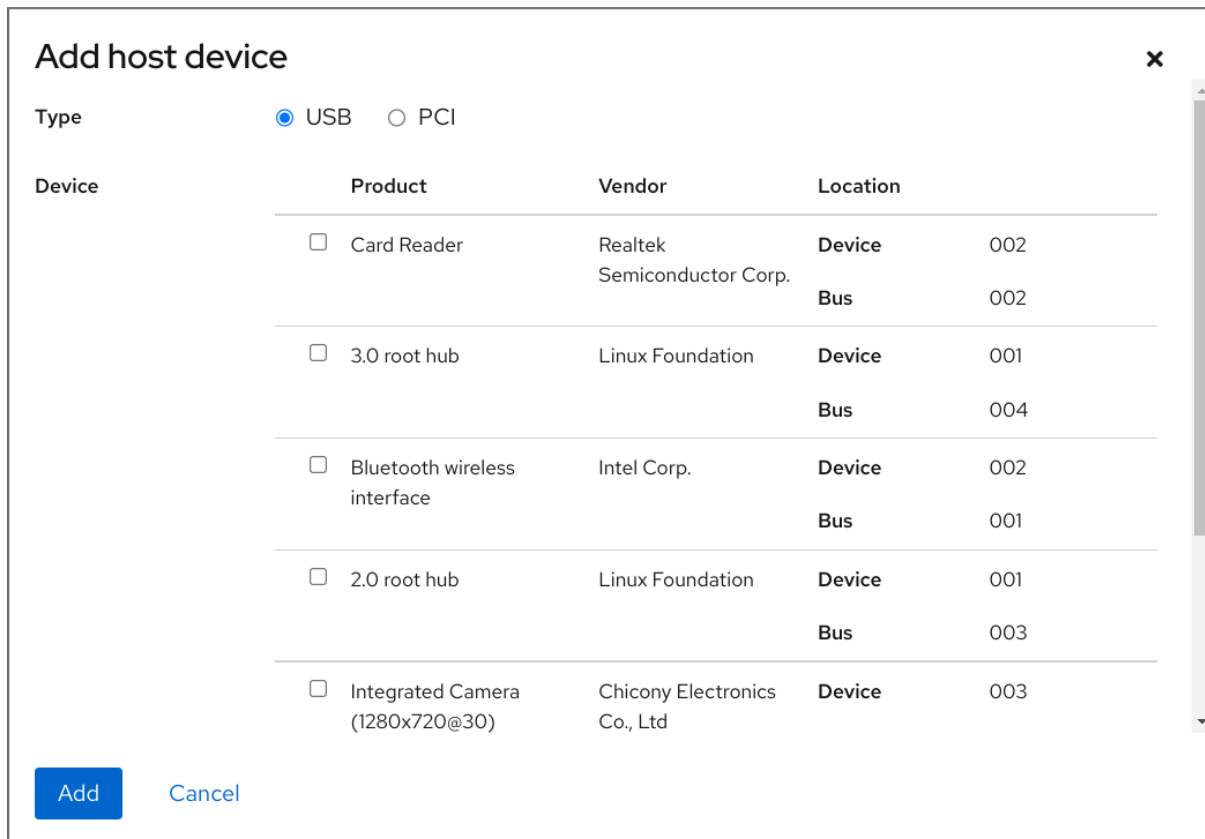 Add host device
Type USB PCI
Device Product Vendor Location
Card Reader Realtek Device 002
Semiconductor Corp.
Bus 002
3.0 root hub Linux Foundation Device 001
Bus 004
Bluetooth wireless Intel Corp. Device 002
interface
Bus 001
2.0 root hub Linux Foundation Device 001
Bus 003
Integrated Camera Chicony Electronics Device 003
(1280x720@30) Co., Ltd
Add Cancel